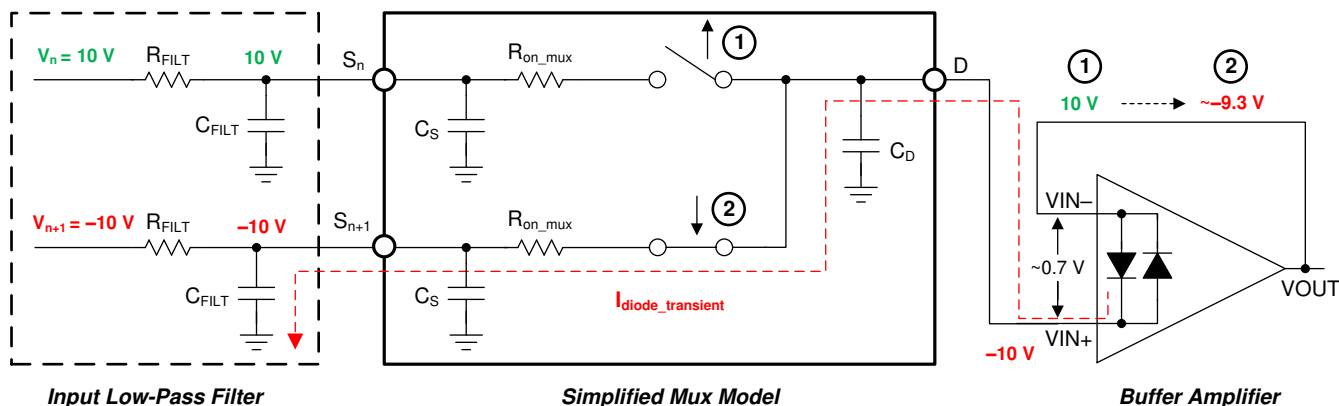 Vn = 10 V
RFILT
10 V
Sn
Ron_mux
1
D
1
2
10 V
~–9.3 V
CFILT
CS
CD
2
Vn+1 = –10 V
RFILT
–10 V
Sn+1
Ron_mux
VIN–
~0.7 V
VOUT
CFILT
CS
Idiode_transient
VIN+
–10 V
Input Low-Pass Filter
Simplified Mux Model
Buffer Amplifier